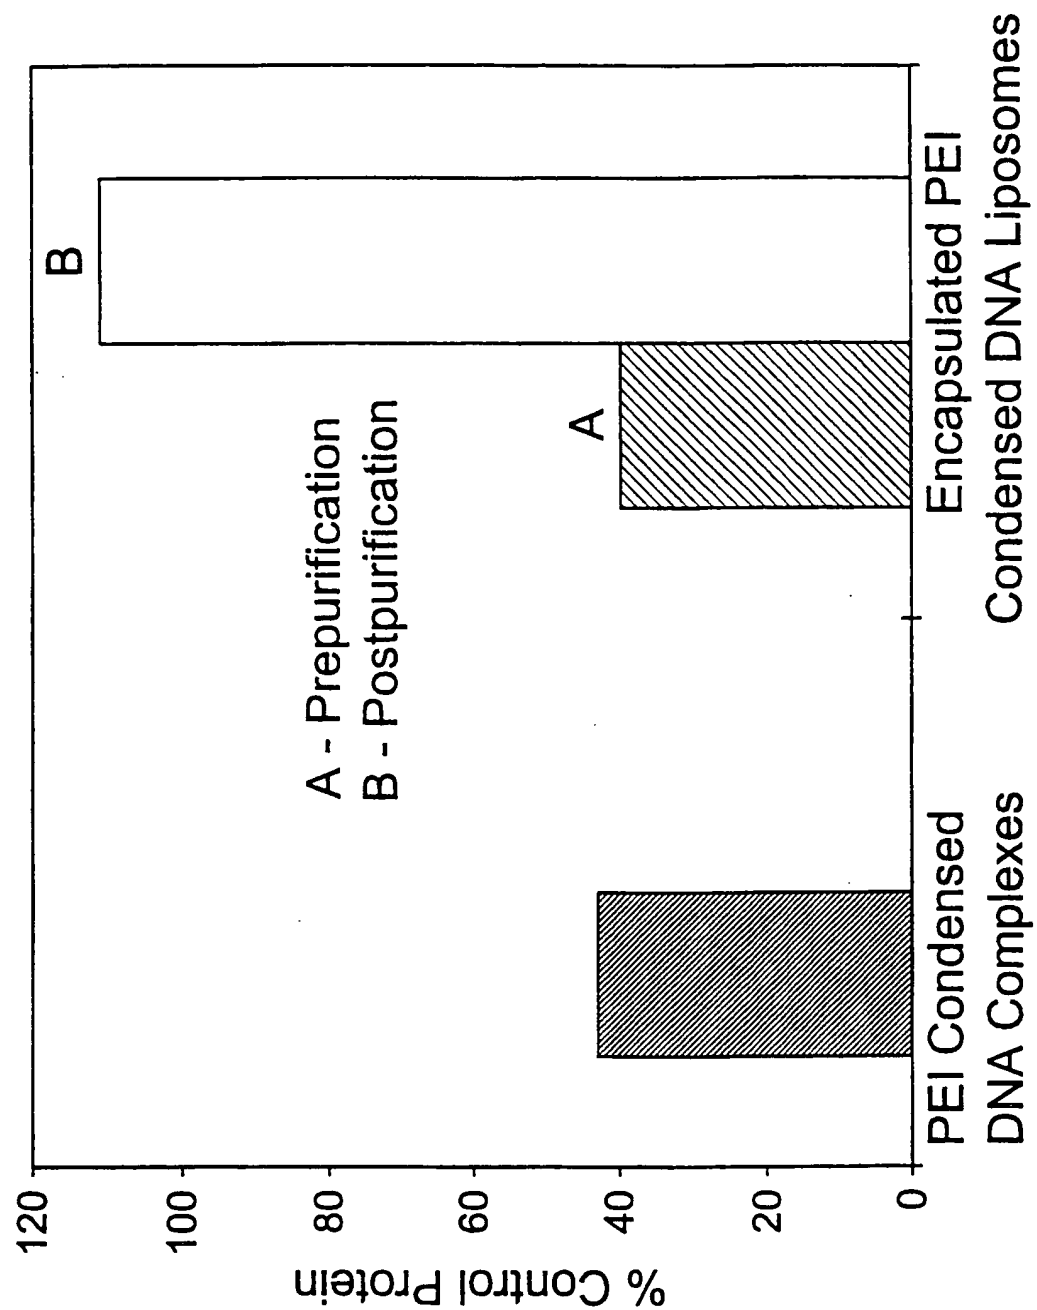 % Control Protein
120
100
80
60
40
20
0
B
A
A - Prepurification
B - Postpurification
PEI Condensed
DNA Complexes
Encapsulated PEI
Condensed DNA Liposomes